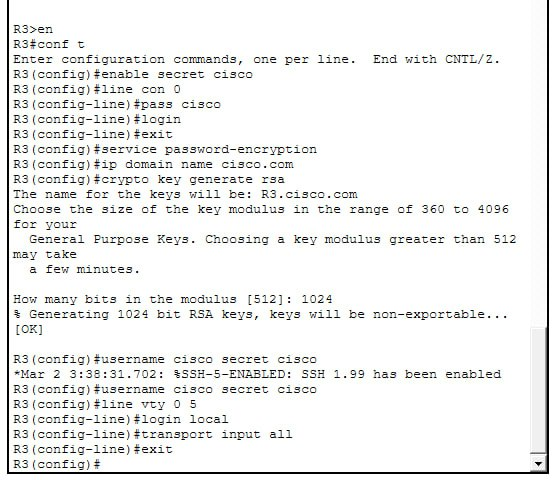 R3>en
R3#conf t
Enter configuration commands, one per line.  End with CNTL/Z.
R3(config)#enable secret cisco
R3(config)#line con 0
R3(config-line)#pass cisco
R3(config-line)#login
R3(config-line)#exit
R3(config)#service password-encryption
R3(config)#ip domain name cisco.com
R3(config)#crypto key generate rsa
The name for the keys will be: R3.cisco.com
Choose the size of the key modulus in the range of 360 to 4096
for your
  General Purpose Keys. Choosing a key modulus greater than 512
may take
  a few minutes.

How many bits in the modulus [512]: 1024
% Generating 1024 bit RSA keys, keys will be non-exportable...
[OK]

R3(config)#username cisco secret cisco
*Mar 2 3:38:31.702: %SSH-5-ENABLED: SSH 1.99 has been enabled
R3(config)#username cisco secret cisco
R3(config)#line vty 0 5
R3(config-line)#login local
R3(config-line)#transport input all
R3(config-line)#exit
R3(config)#